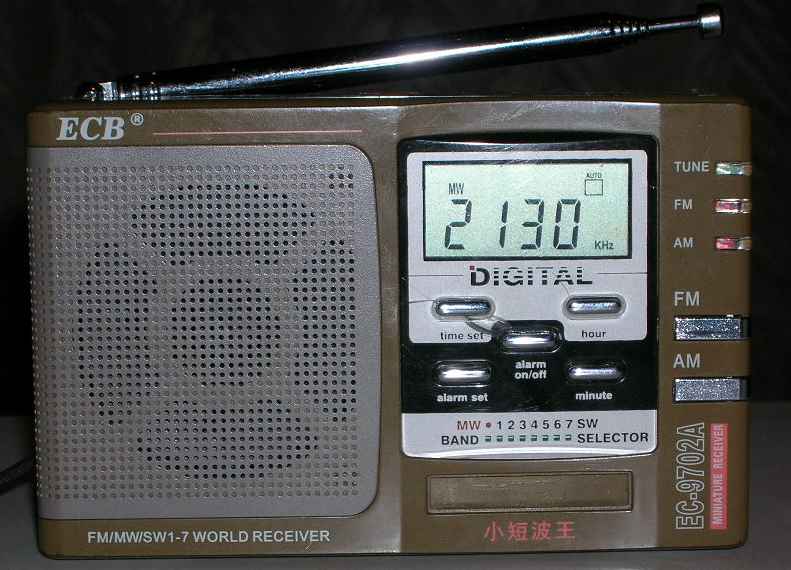 ECB®
MW
AUTO
2130
KHz
DIGITAL
time set
hour
alarm
on/off
alarm set
minute
MW • 1 2 3 4 5 6 7 SW
BAND SELECTOR
TUNE
FM
AM
FM
AM
EC-9702A
MINIATURE RECEIVER
FM/MW/SW1-7 WORLD RECEIVER
小短波王